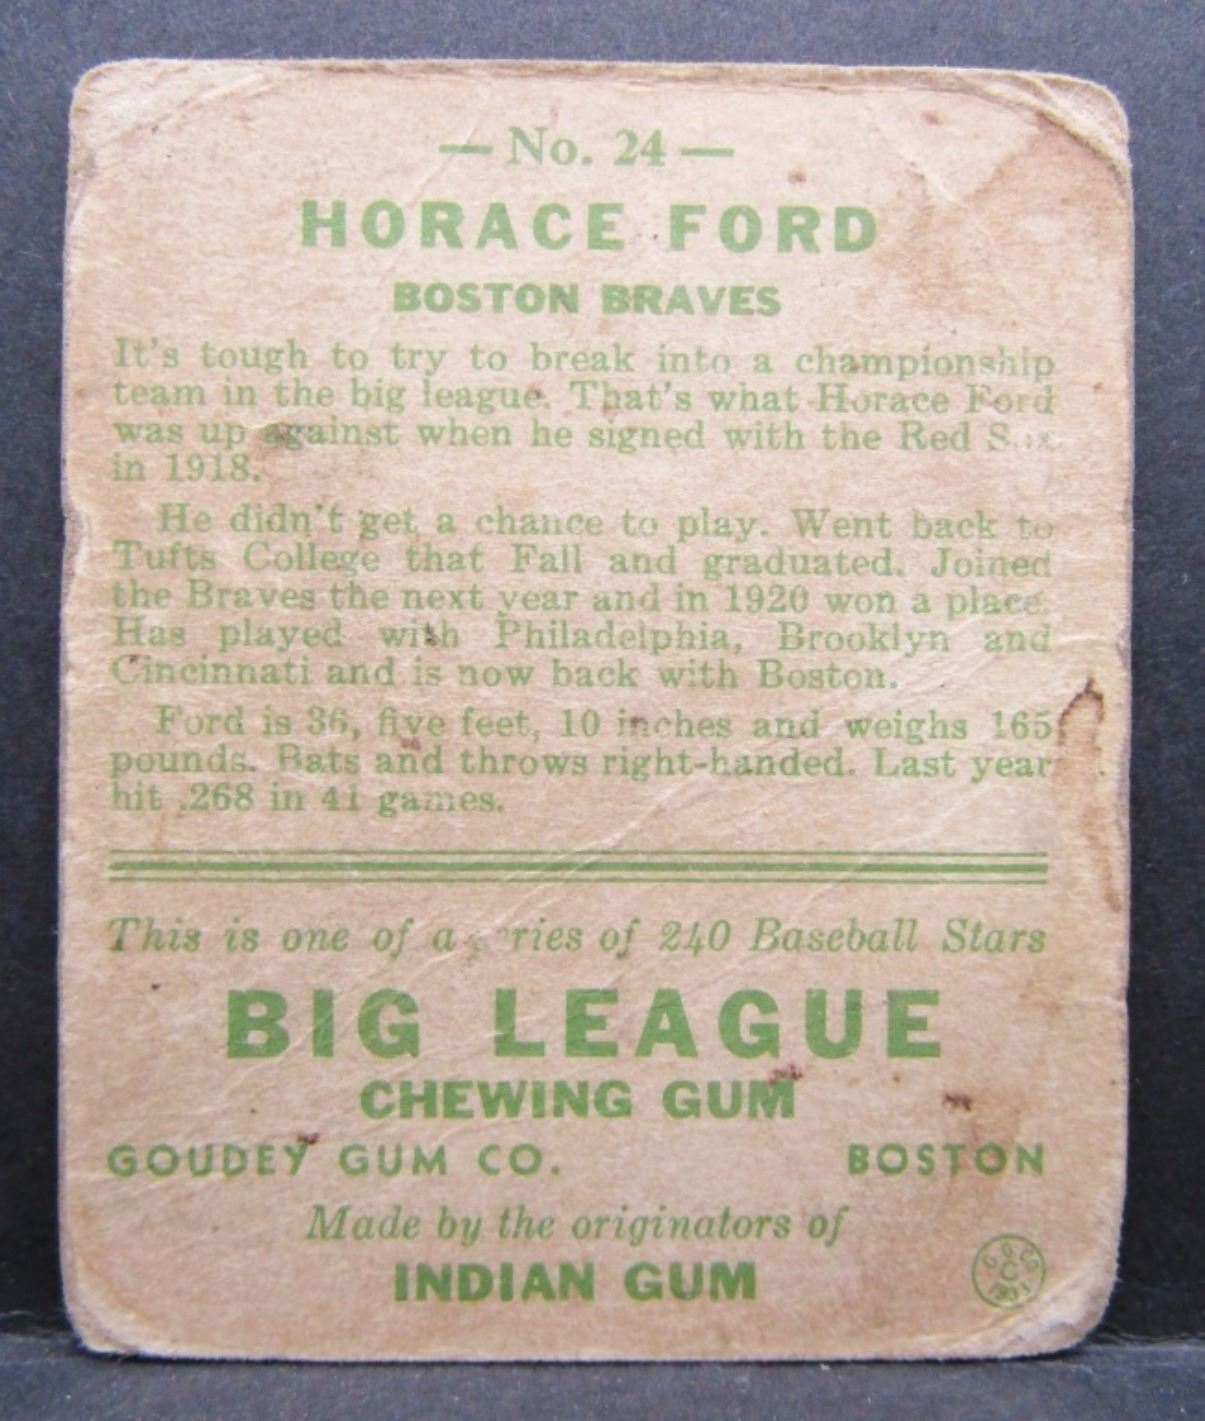 — No. 24 —
HORACE FORD
BOSTON BRAVES
It's tough to try to break into a championship
team in the big league. That's what Horace Ford
was up against when he signed with the Red
in 1918.
He didn't get a chance to play. Went back to
Tufts College that Fall and graduated. Joined
the Braves the next year and in 1920 won a place.
Has played with Philadelphia, Brooklyn and
Cincinnati and is now back with Boston.
Ford is 36, five feet, 10 inches and weighs 165
pounds. Bats and throws right-handed. Last year
hit .268 in 41 games.
This is one of a series of 240 Baseball Stars
BIG LEAGUE
CHEWING GUM
GOUDEY GUM CO. BOSTON
Made by the originators of
INDIAN GUM
C
1933